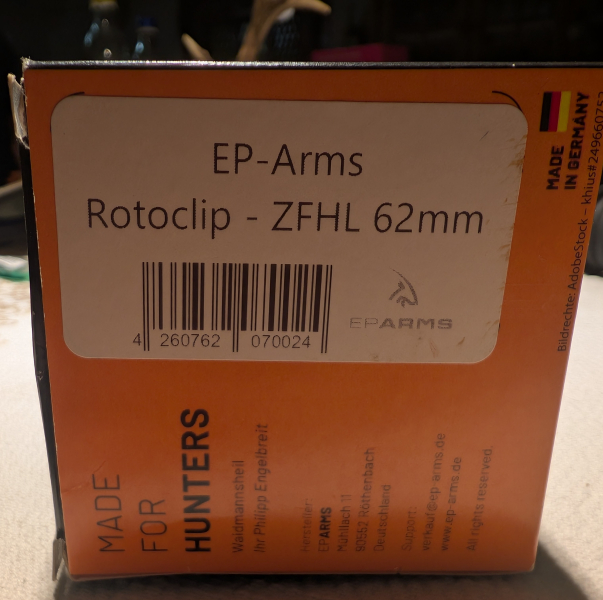 EP-Arms
Rotoclip - ZFHL 62mm
4 260762 070024
EPARMS
MADE
IN GERMANY
Bildrechte: AdobeStock - khius#249660757
MADE
FOR
HUNTERS
Waidmannsheil
Ihr Philipp Engelbreit
Hersteller:
EPARMS
Mühllach 11
90552 Röthenbach
Deutschland
Support:
verkauf@ep-arms.de
www.ep-arms.de
All rights reserved.